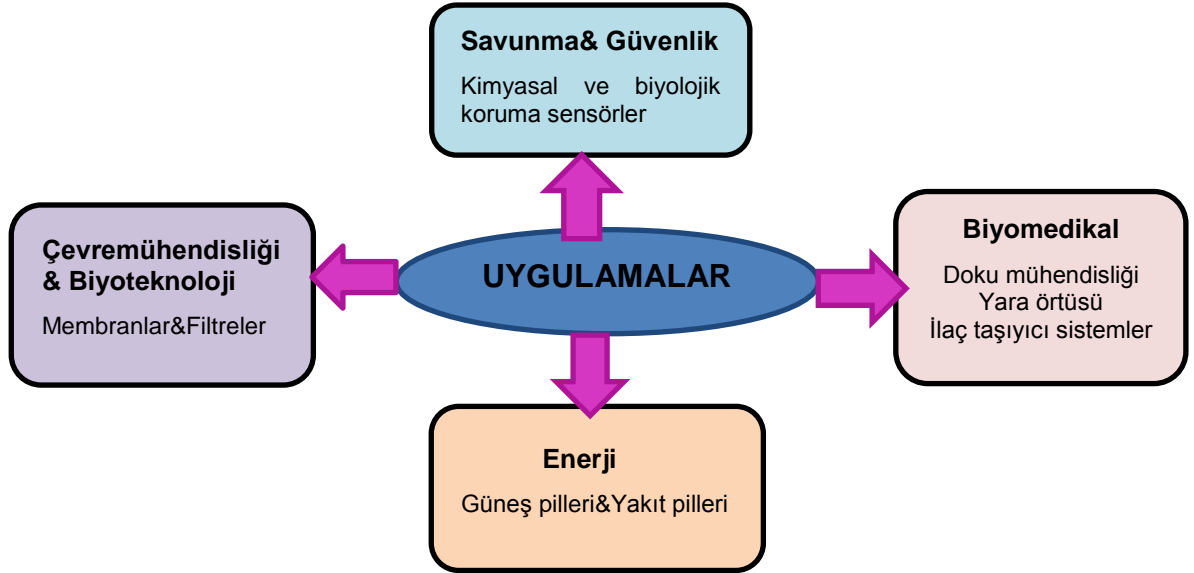 Savunma& Güvenlik
Kimyasal ve biyolojik
koruma sensörler
Çevremühendisliği
& Biyoteknoloji
Membranlar&Filtreler
UYGULAMALAR
Biyomedikal
Doku mühendisliği
Yara örtüsü
İlaç taşıyıcı sistemler
Enerji
Güneş pilleri&Yakıt pilleri